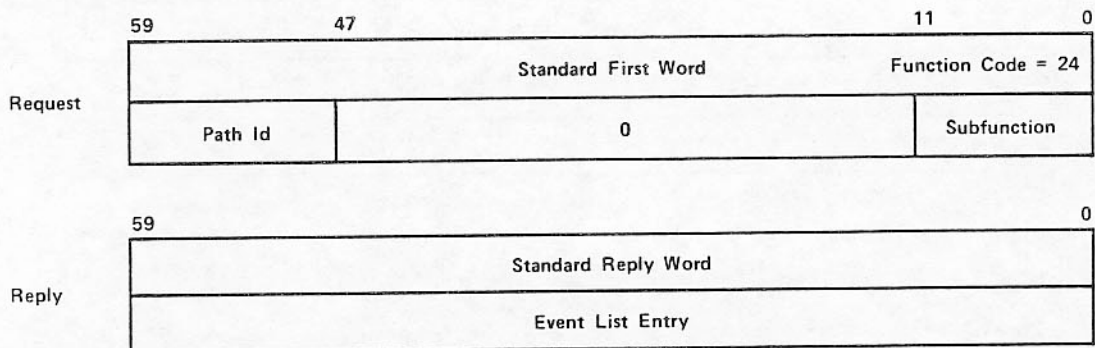 59 47 11 0
Standard First Word Function Code = 24
Request
Path Id 0 Subfunction
59 0
Standard Reply Word
Reply
Event List Entry